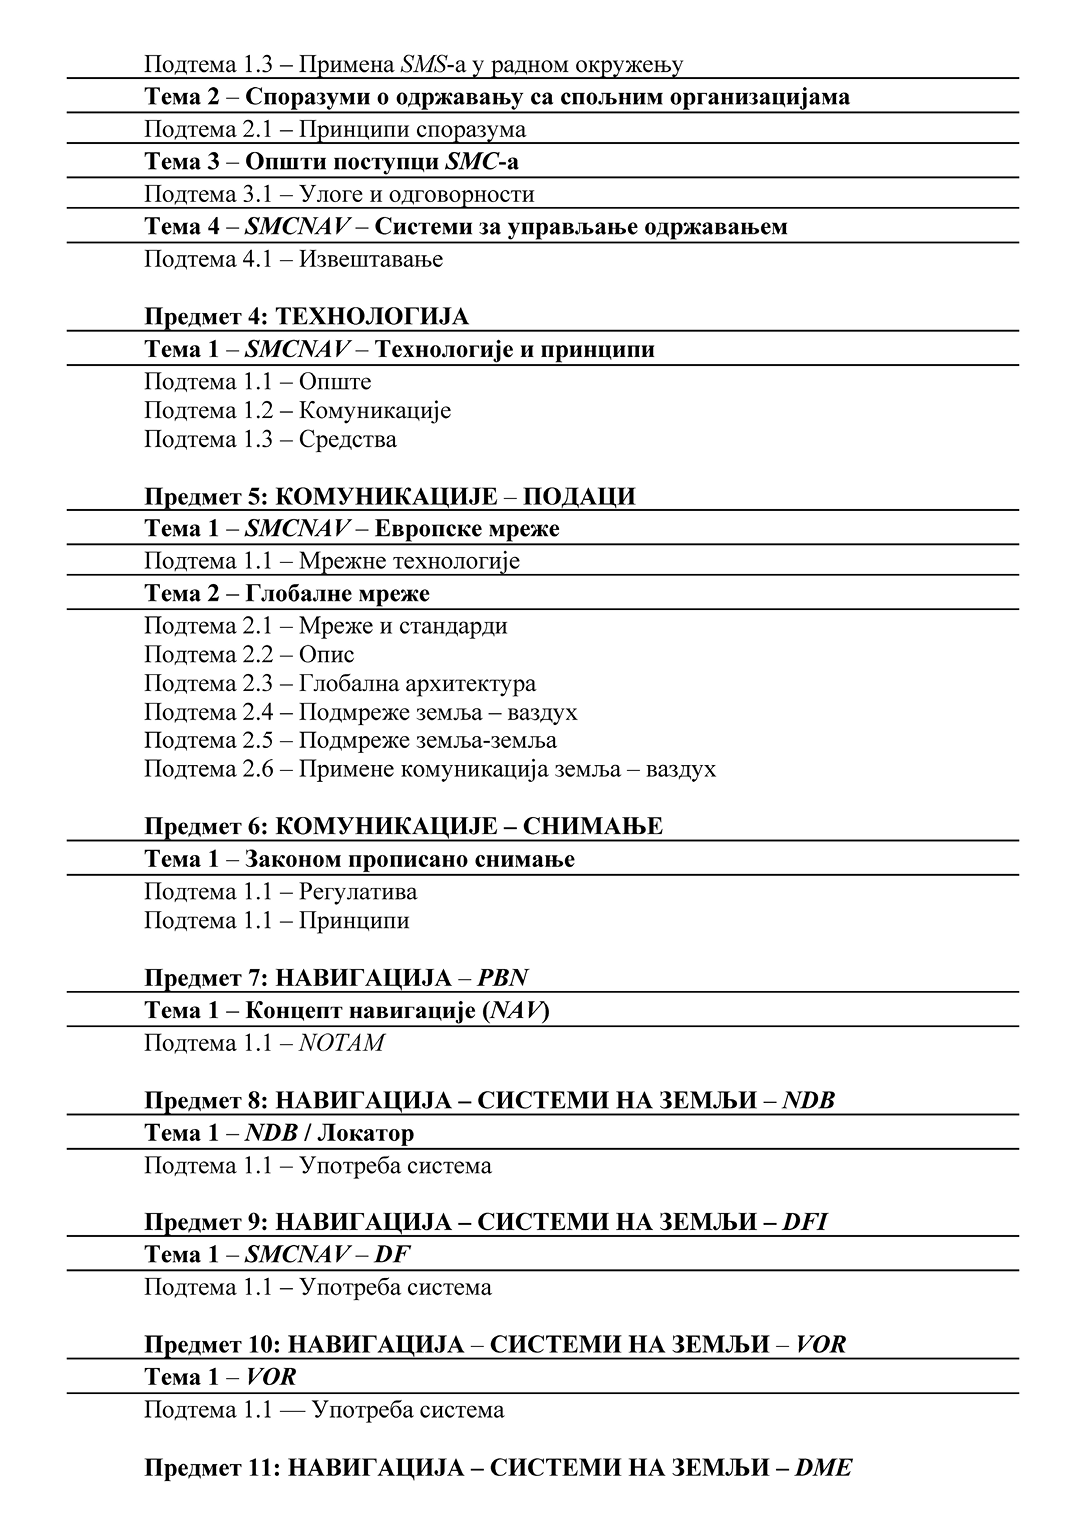 Подтема 1.3 – Примена SMS-а у радном окружењу
Тема 2 – Споразуми о одржавању са спољним организацијама
Подтема 2.1 – Принципи споразума
Тема 3 – Општи поступци SMC-а
Подтема 3.1 – Улоге и одговорности
Тема 4 – SMCNAV – Системи за управљање одржавањем
Подтема 4.1 – Извештавање
Предмет 4: ТЕХНОЛОГИЈА
Тема 1 – SMCNAV – Технологије и принципи
Подтема 1.1 – Опште
Подтема 1.2 – Комуникације
Подтема 1.3 – Средства
Предмет 5: КОМУНИКАЦИЈЕ – ПОДАЦИ
Тема 1 – SMCNAV – Европске мреже
Подтема 1.1 – Мрежне технологије
Тема 2 – Глобалне мреже
Подтема 2.1 – Мреже и стандарди
Подтема 2.2 – Опис
Подтема 2.3 – Глобална архитектура
Подтема 2.4 – Подмреже земља – ваздух
Подтема 2.5 – Подмреже земља-земља
Подтема 2.6 – Примене комуникација земља – ваздух
Предмет 6: КОМУНИКАЦИЈЕ – СНИМАЊЕ
Тема 1 – Законом прописано снимање
Подтема 1.1 – Регулатива
Подтема 1.1 – Принципи
Предмет 7: НАВИГАЦИЈА – PBN
Тема 1 – Концепт навигације (NAV)
Подтема 1.1 – NOTAM
Предмет 8: НАВИГАЦИЈА – СИСТЕМИ НА ЗЕМЉИ – NDB
Тема 1 – NDB / Локатор
Подтема 1.1 – Употреба система
Предмет 9: НАВИГАЦИЈА – СИСТЕМИ НА ЗЕМЉИ – DFI
Тема 1 – SMCNAV – DF
Подтема 1.1 – Употреба система
Предмет 10: НАВИГАЦИЈА – СИСТЕМИ НА ЗЕМЉИ – VOR
Тема 1 – VOR
Подтема 1.1 — Употреба система
Предмет 11: НАВИГАЦИЈА – СИСТЕМИ НА ЗЕМЉИ – DME